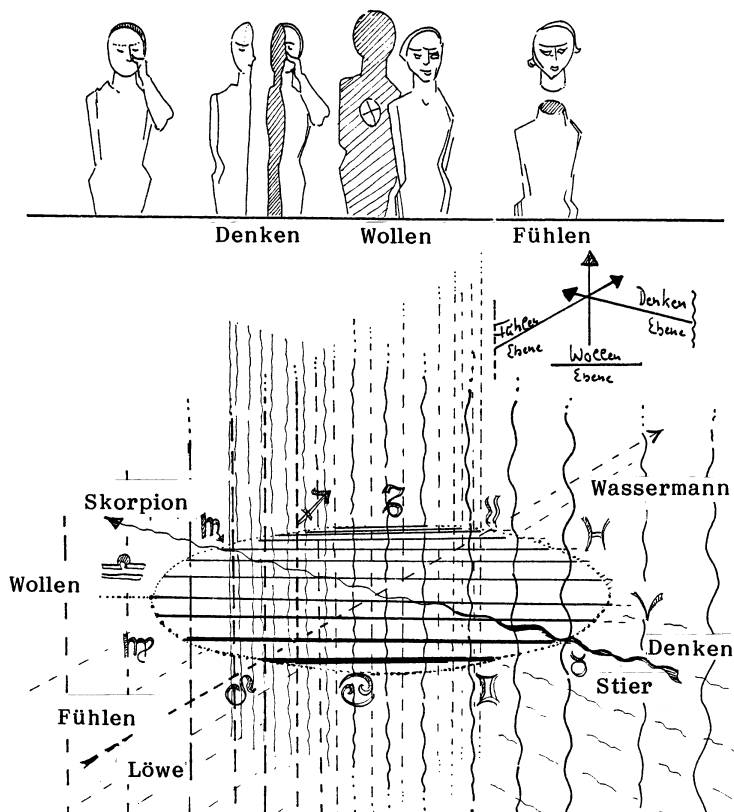 Denken Wollen Fühlen
Denken
Ebene
Fühlen
Ebene
Wollen
Ebene
Skorpion ♏ ♐ ♑ ♒ Wassermann
♓
♎
Wollen
♍ Denken
♌ ♋ ♊ ♉ Stier
Fühlen
Löwe